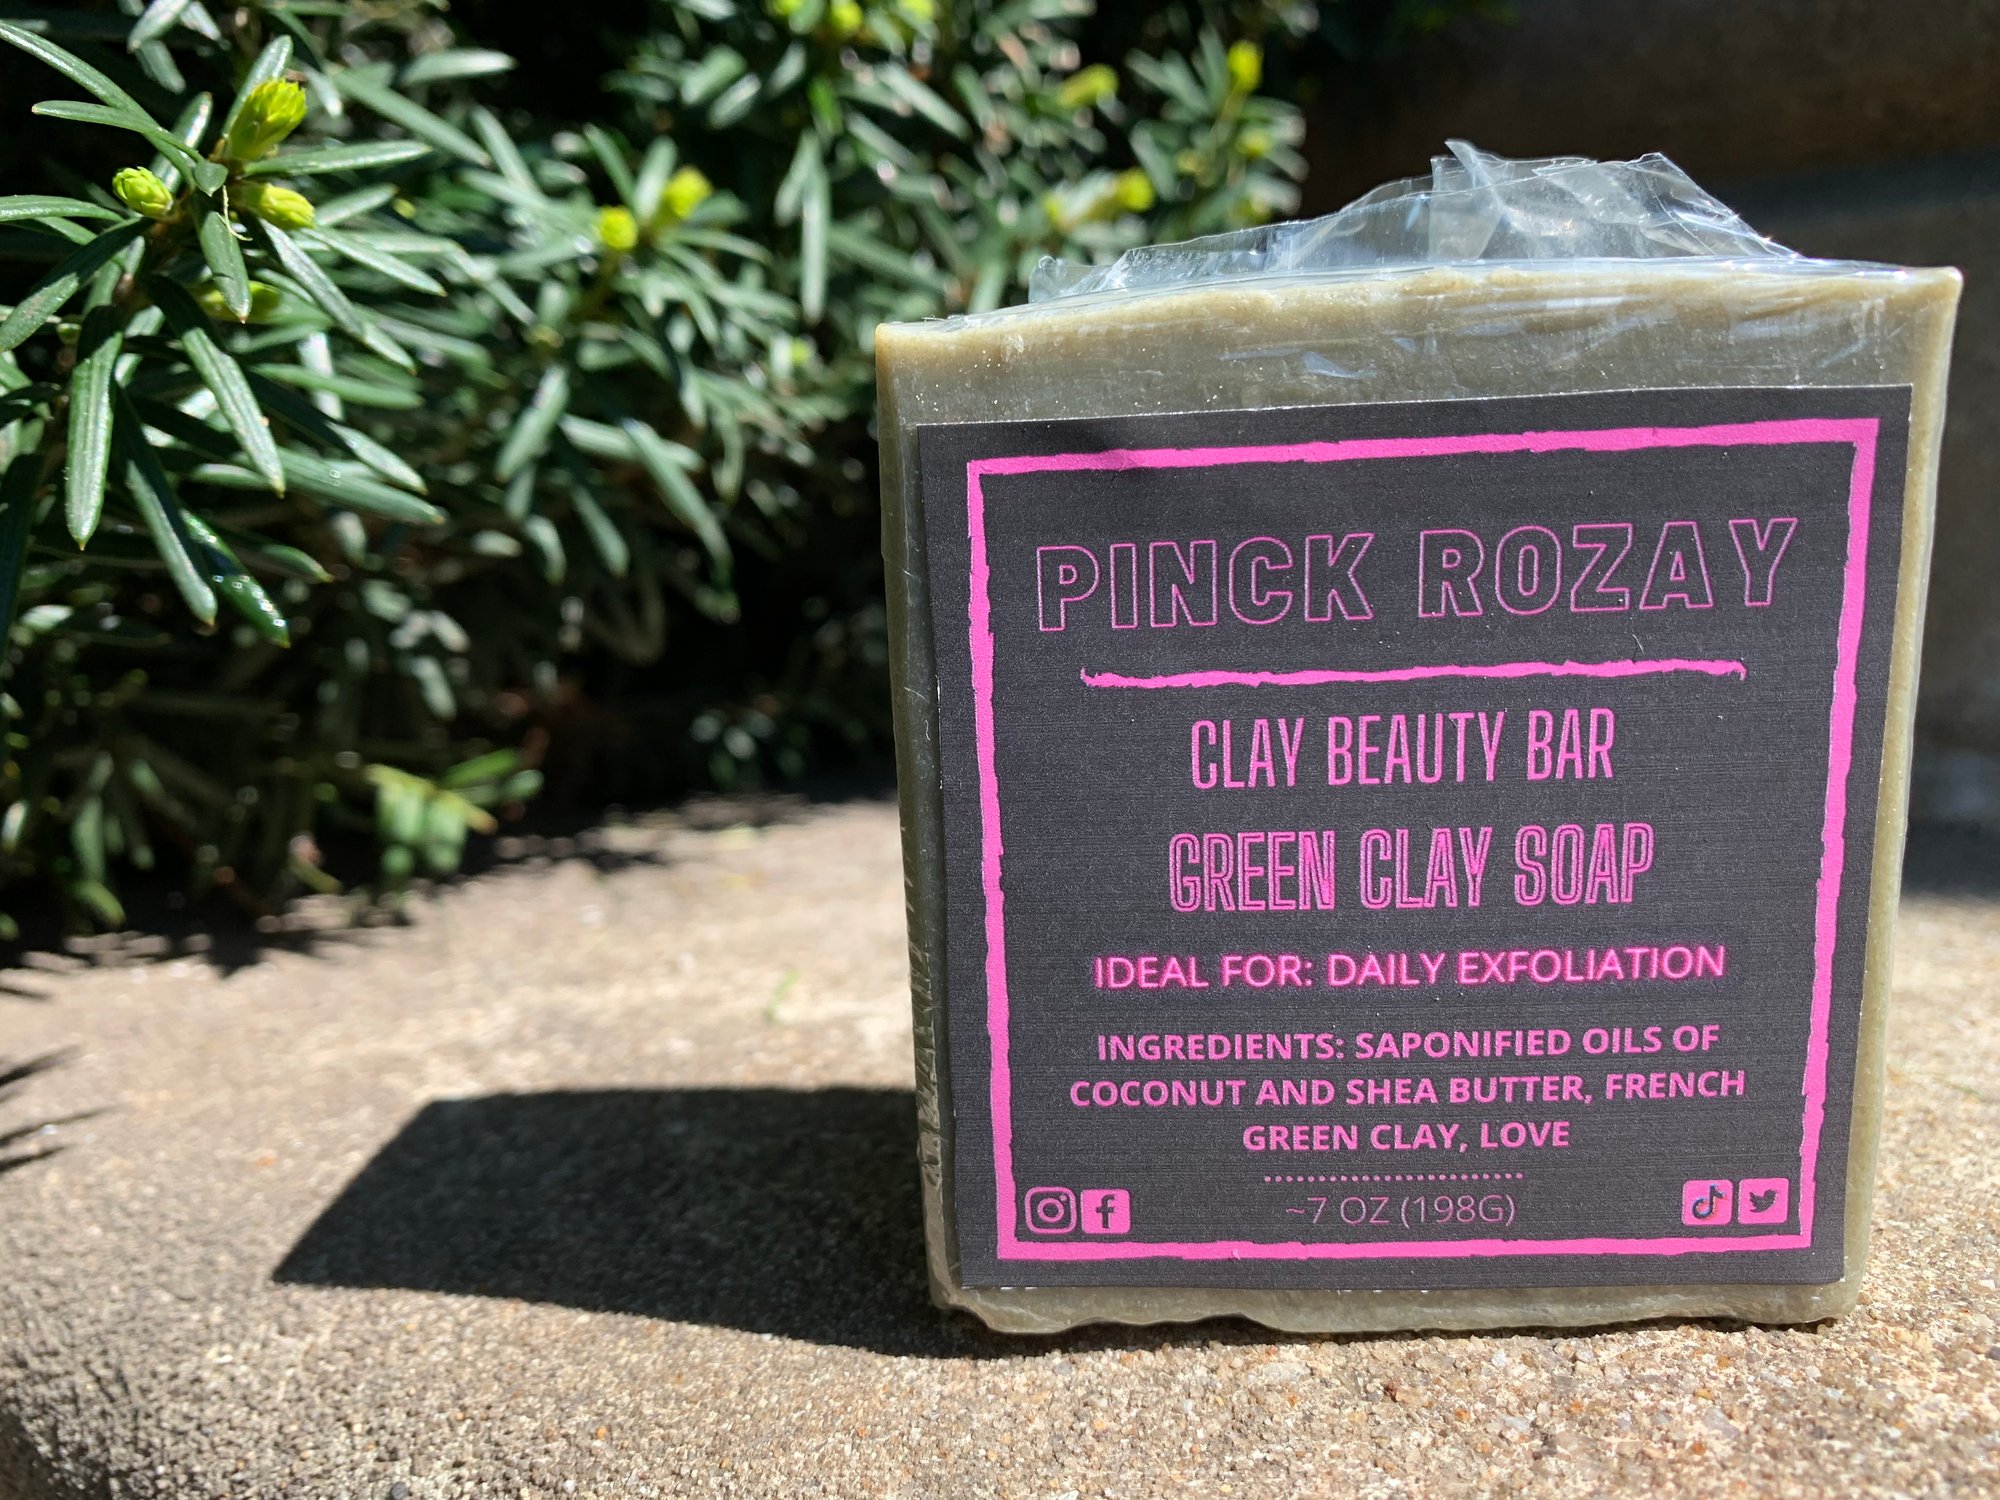 PINCK ROZAY
CLAY BEAUTY BAR
GREEN CLAY SOAP
IDEAL FOR: DAILY EXFOLIATION
INGREDIENTS: SAPONIFIED OILS OF
COCONUT AND SHEA BUTTER, FRENCH
GREEN CLAY, LOVE
~7 OZ (198G)